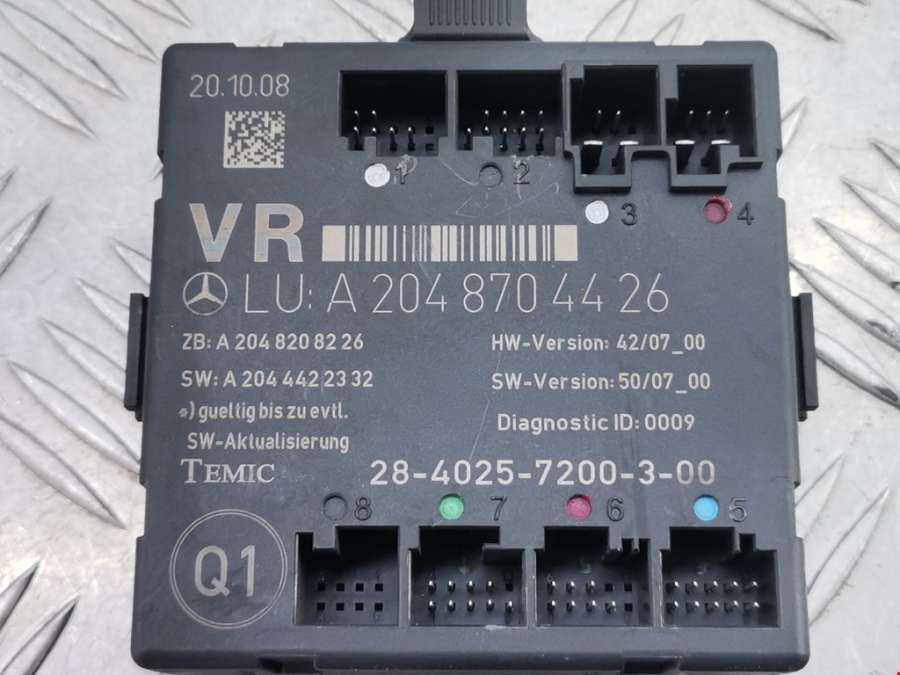 20.10.08
1 2
3 4
VR
LU: A 204 870 44 26
ZB: A 204 820 82 26
HW-Version: 42/07_00
SW: A 204 442 23 32
SW-Version: 50/07_00
*) gueltig bis zu evtl.
SW-Aktualisierung
Diagnostic ID: 0009
TEMIC
28-4025-7200-3-00
8 7 6 5
Q1